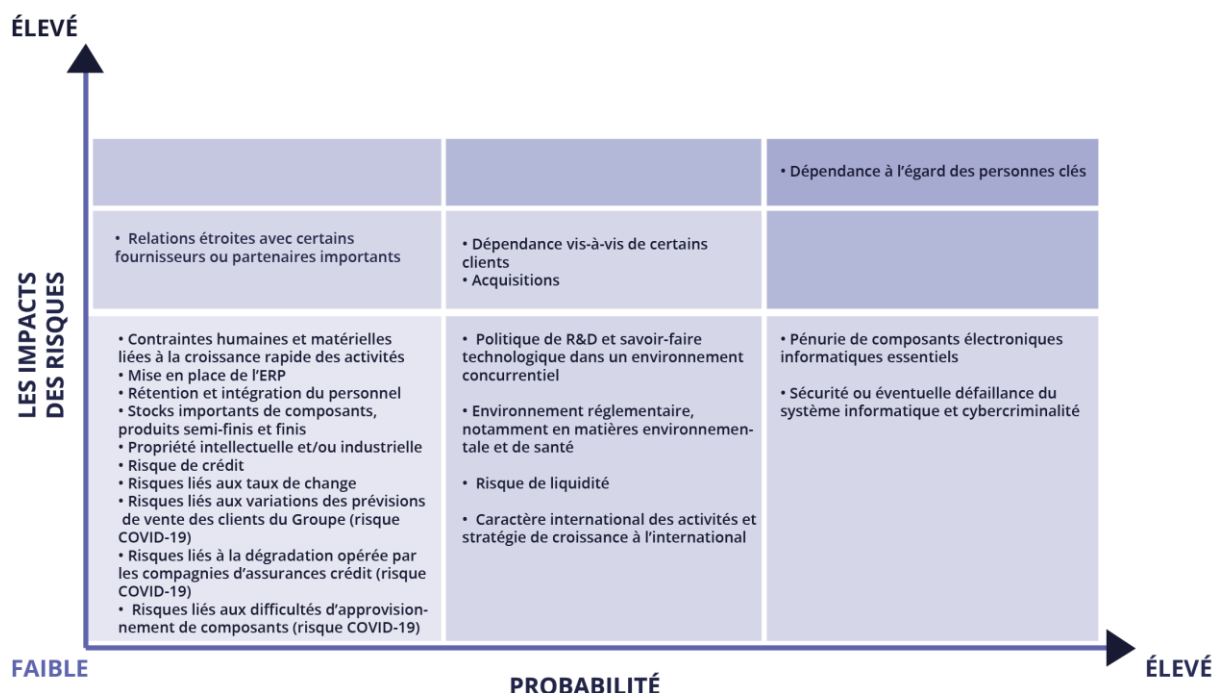 ÉLEVÉ
LES IMPACTS
DES RISQUES
• Dépendance à l’égard des personnes clés
• Relations étroites avec certains
fournisseurs ou partenaires importants
• Dépendance vis-à-vis de certains
clients
• Acquisitions
• Contraintes humaines et matérielles
liées à la croissance rapide des activités
• Mise en place de l’ERP
• Rétention et intégration du personnel
• Stocks importants de composants,
produits semi-finis et finis
• Propriété intellectuelle et/ou industrielle
• Risque de crédit
• Risques liés aux taux de change
• Risques liés aux variations des prévisions
de vente des clients du Groupe (risque
COVID-19)
• Risques liés à la dégradation opérée par
les compagnies d’assurances crédit (risque
COVID-19)
• Risques liés aux difficultés d’approvision-
nement de composants (risque COVID-19)
• Politique de R&D et savoir-faire
technologique dans un environnement
concurrentiel
• Environnement réglementaire,
notamment en matières environnemen-
tale et de santé
• Risque de liquidité
• Caractère international des activités et
stratégie de croissance à l’international
• Pénurie de composants électroniques
informatiques essentiels
• Sécurité ou éventuelle défaillance du
système informatique et cybercriminalité
FAIBLE
PROBABILITÉ
ÉLEVÉ